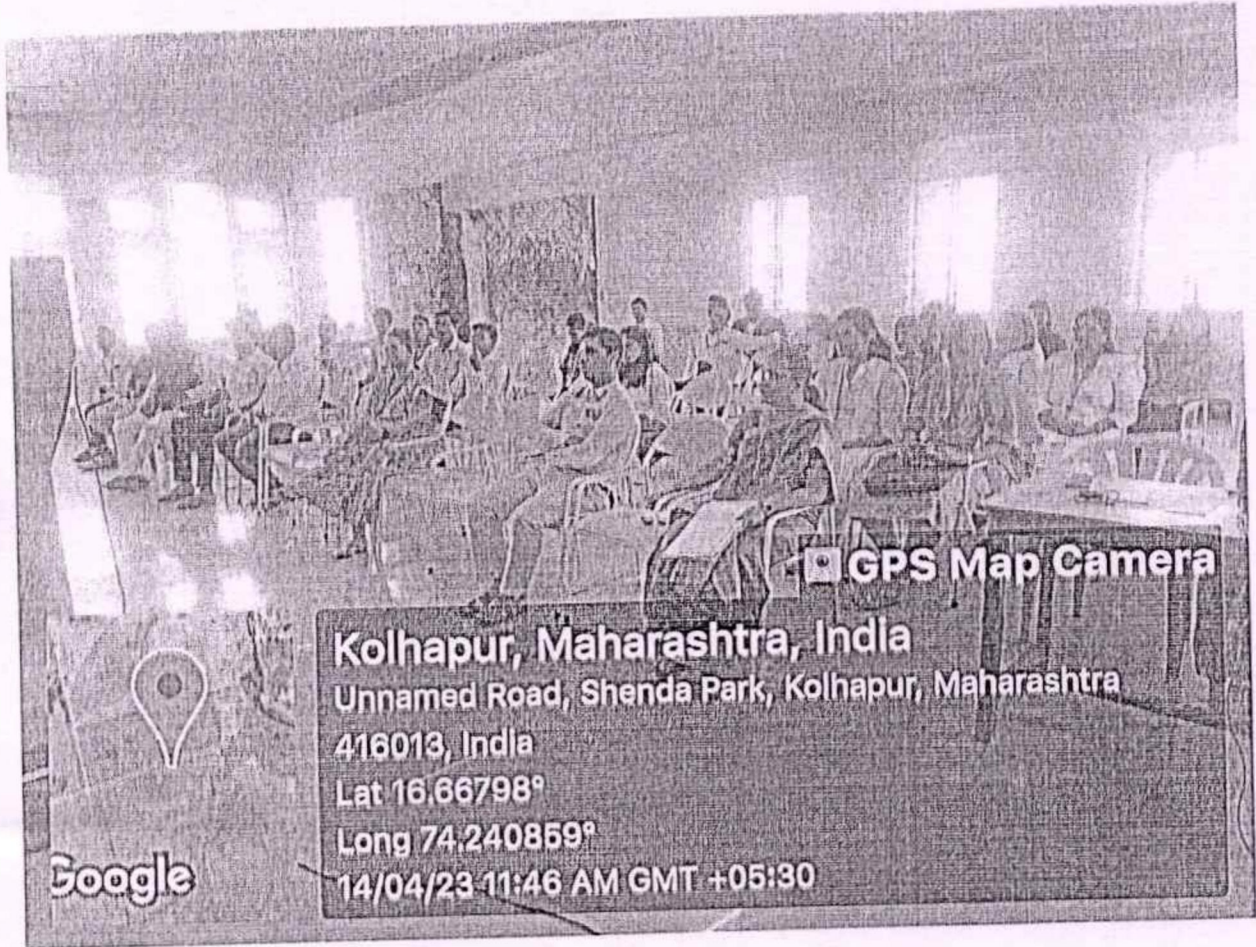 GPS Map Camera
Kolhapur, Maharashtra, India
Unnamed Road, Shenda Park, Kolhapur, Maharashtra
416013, India
Lat 16.66798°
Long 74.240859°
14/04/23 11:46 AM GMT +05:30
Google